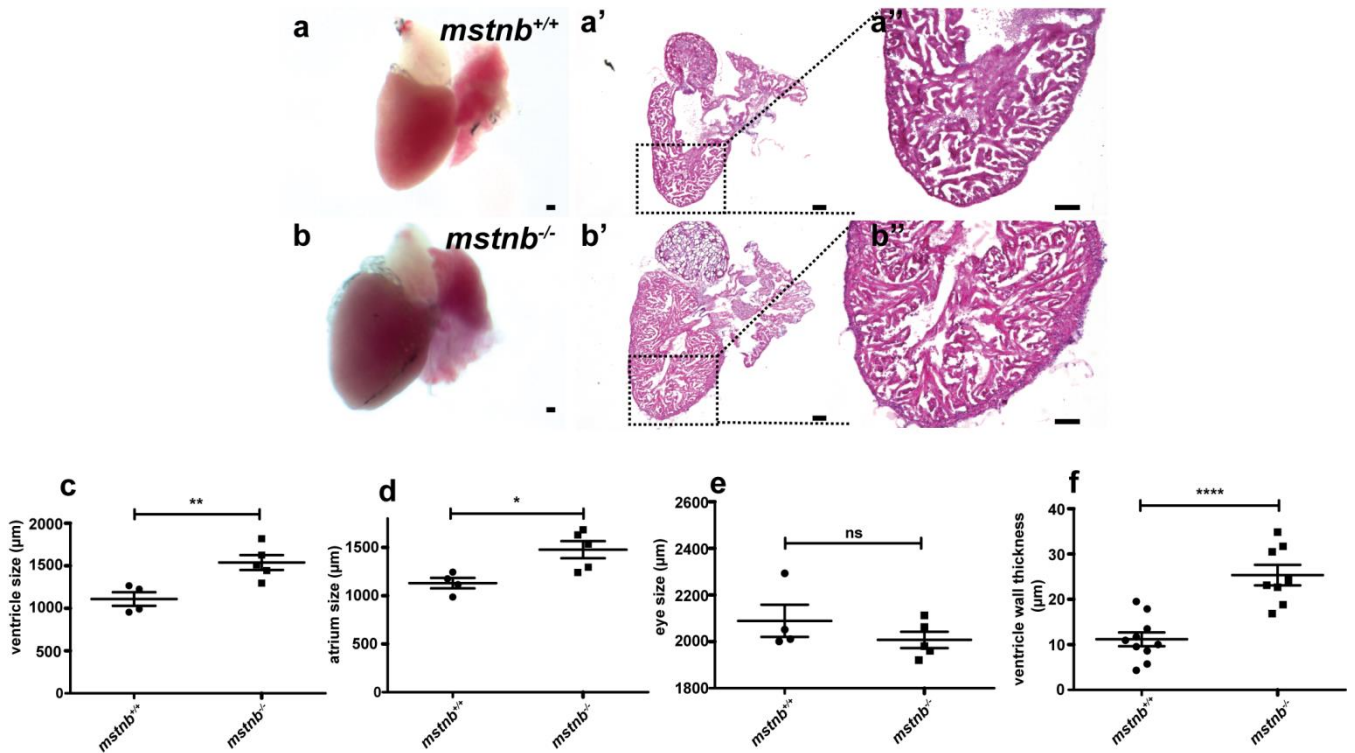 a
mstnb+/+
a'
a"
b
mstnb-/-
b'
b"
c
**
ventricle size (µm)
2000
1500
1000
500
0
mstnb+/+
mstnb-/-
d
*
atrium size (µm)
1500
1000
500
0
mstnb+/+
mstnb-/-
e
ns
eye size (µm)
2600
2400
2200
2000
1800
mstnb+/+
mstnb-/-
f
****
ventricle wall thickness
(µm)
40
30
20
10
0
mstnb+/+
mstnb-/-